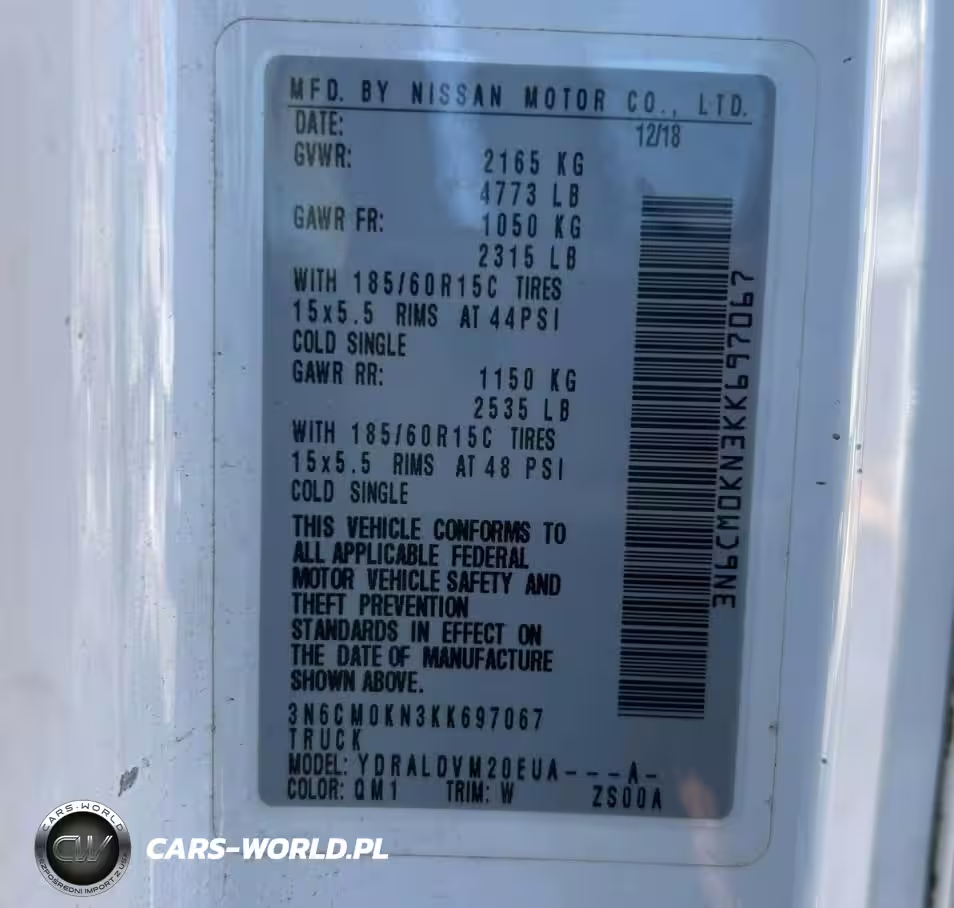 MFD. BY NISSAN MOTOR CO., LTD.
DATE: 12/18
GVWR: 2165 KG
4773 LB
GAWR FR: 1050 KG
2315 LB
WITH 185/60R15C TIRES
15x5.5 RIMS AT 44PSI
COLD SINGLE
GAWR RR: 1150 KG
2535 LB
WITH 185/60R15C TIRES
15x5.5 RIMS AT 48 PSI
COLD SINGLE
THIS VEHICLE CONFORMS TO
ALL APPLICABLE FEDERAL
MOTOR VEHICLE SAFETY AND
THEFT PREVENTION
STANDARDS IN EFFECT ON
THE DATE OF MANUFACTURE
SHOWN ABOVE.
3N6CM0KN3KK697067
TRUCK
MODEL: YDRALDVM20EUA---A-
COLOR: QM1 TRIM: W ZS00A
3N6CM0KN3KK697067
CARS-WORLD
CW
BEZPOŚREDNI IMPORT Z USA
CARS-WORLD.PL